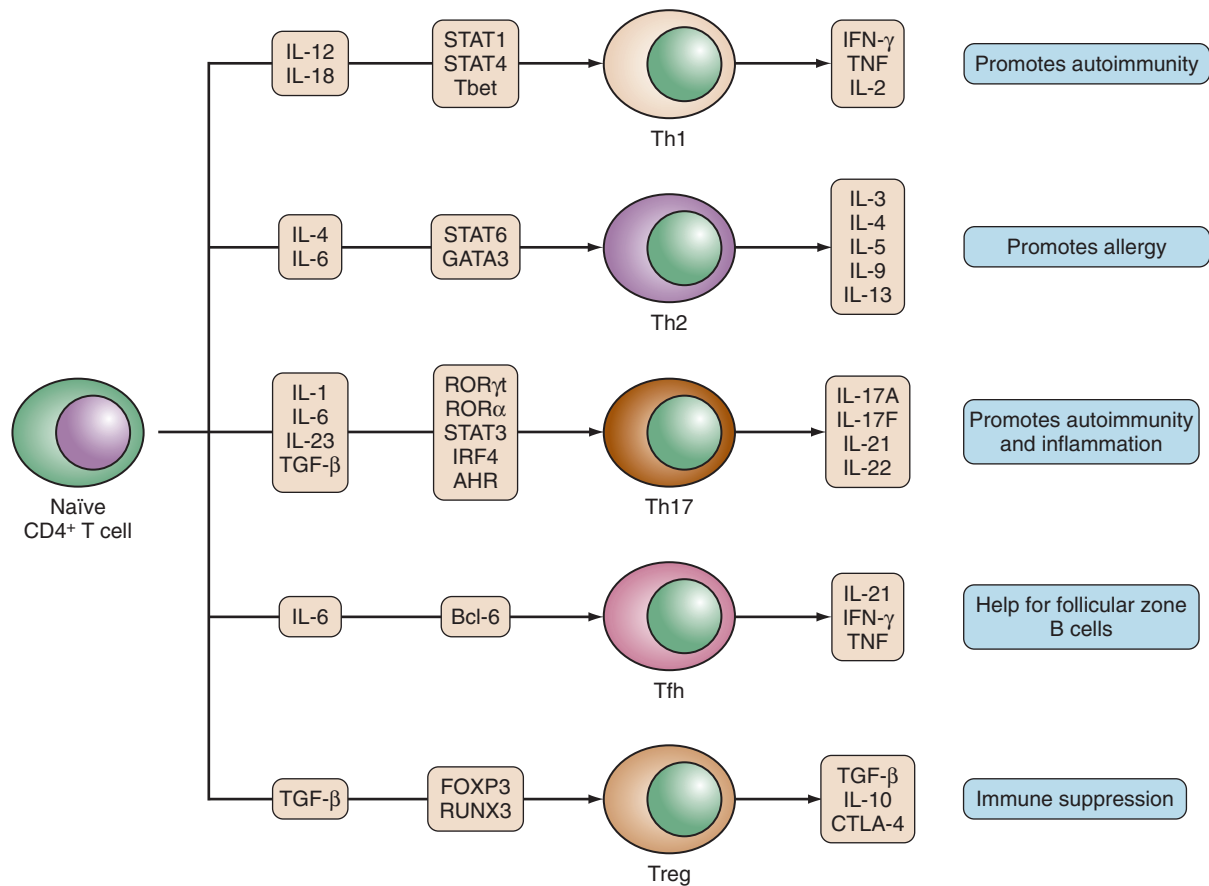 IL-12
IL-18
STAT1
STAT4
Tbet
Th1
IFN-γ
TNF
IL-2
Promotes autoimmunity
IL-4
IL-6
STAT6
GATA3
Th2
IL-3
IL-4
IL-5
IL-9
IL-13
Promotes allergy
Naïve
CD4+ T cell
IL-1
IL-6
IL-23
TGF-β
RORγt
RORα
STAT3
IRF4
AHR
Th17
IL-17A
IL-17F
IL-21
IL-22
Promotes autoimmunity
and inflammation
IL-6
Bcl-6
Tfh
IL-21
IFN-γ
TNF
Help for follicular zone
B cells
TGF-β
FOXP3
RUNX3
Treg
TGF-β
IL-10
CTLA-4
Immune suppression